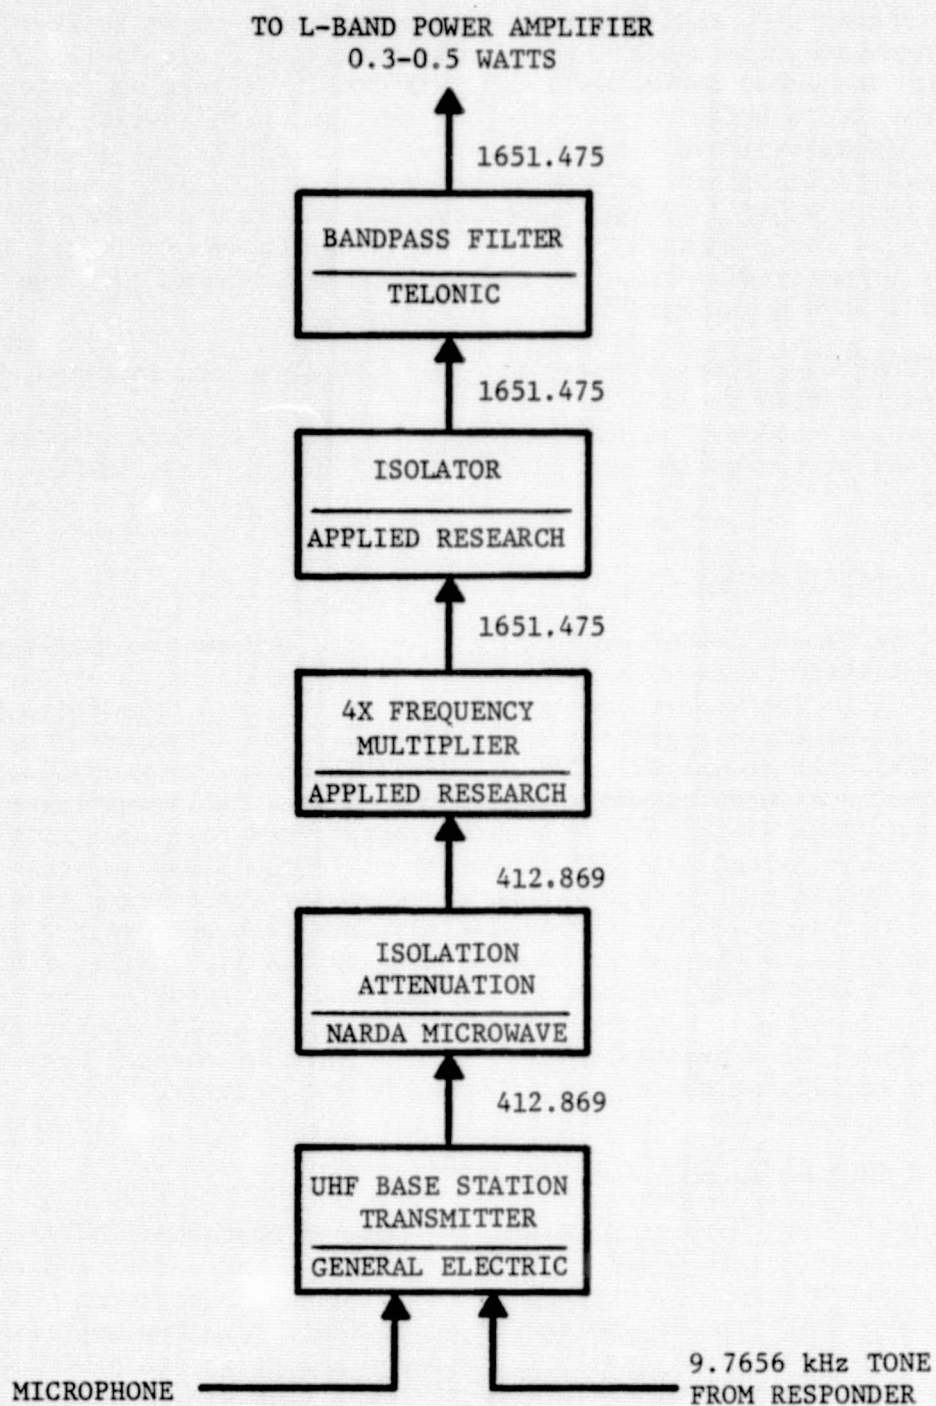 TO L-BAND POWER AMPLIFIER
0.3-0.5 WATTS
1651.475
BANDPASS FILTER
TELONIC
1651.475
ISOLATOR
APPLIED RESEARCH
1651.475
4X FREQUENCY
MULTIPLIER
APPLIED RESEARCH
412.869
ISOLATION
ATTENUATION
NARDA MICROWAVE
412.869
UHF BASE STATION
TRANSMITTER
GENERAL ELECTRIC
MICROPHONE
9.7656 kHz TONE
FROM RESPONDER